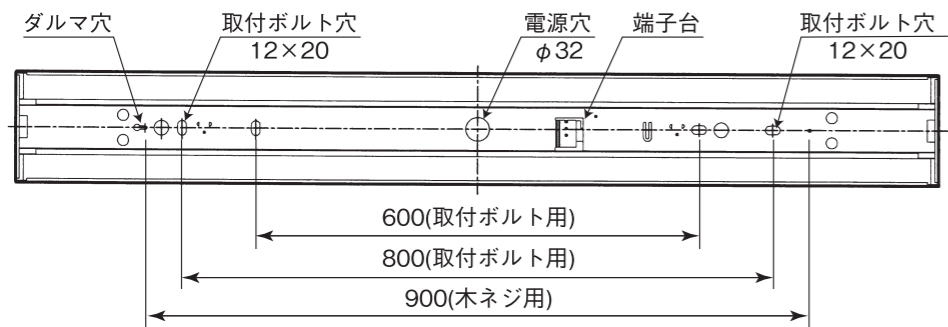 ダルマ穴
取付ボルト穴
12×20
電源穴
φ32
端子台
取付ボルト穴
12×20
600(取付ボルト用)
800(取付ボルト用)
900(木ネジ用)